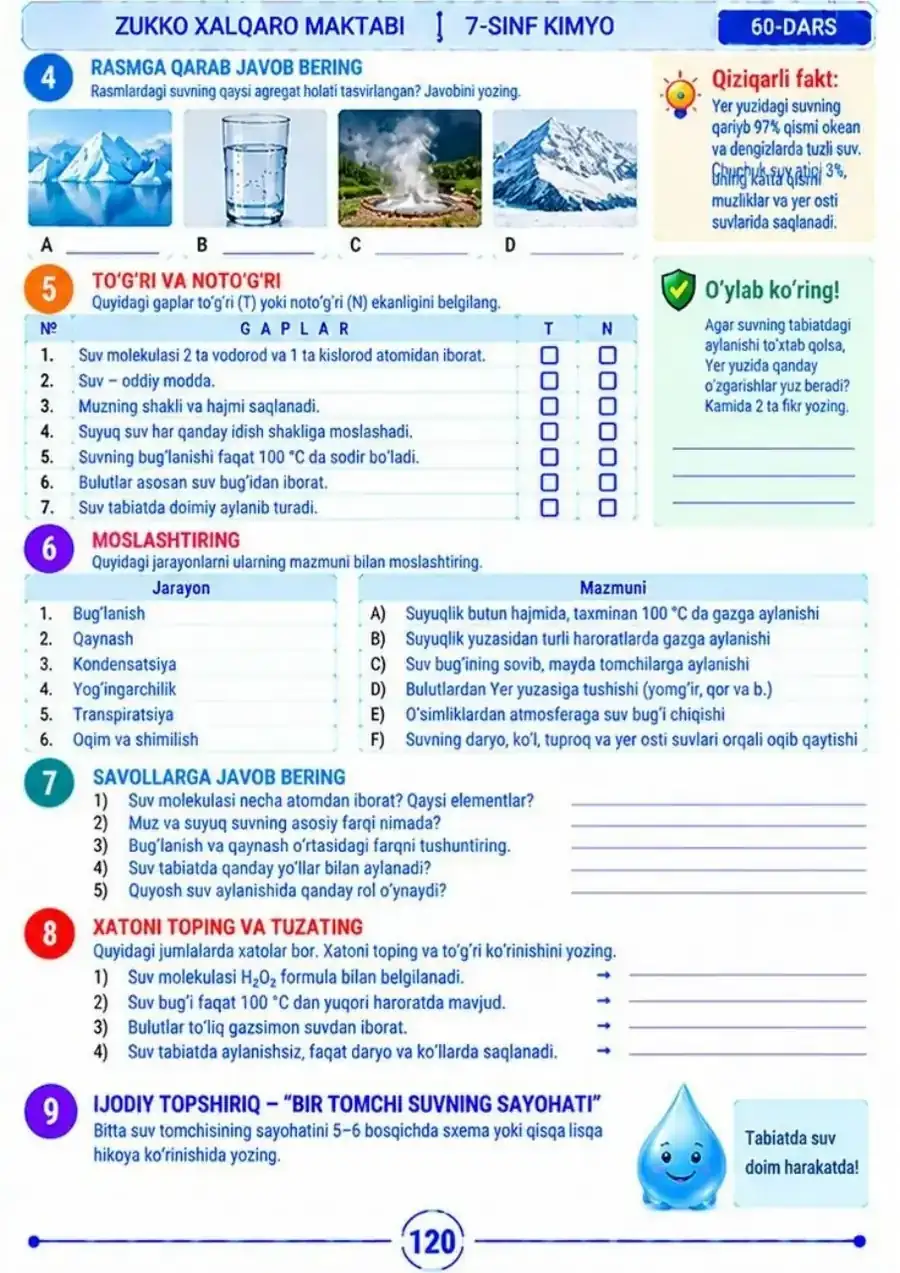 ZUKKO XALQARO MAKTABI
7-SINF KIMYO
60-DARS
4
RASMGA QARAB JAVOB BERING
Rasmlardagi suvning qaysi agregat holati tasvirlangan? Javobini yozing.
A
B
C
D
Qiziqarli fakt:
Yer yuzidagi suvning
qariyb 97% qismi okean
va dengizlarda tuzli suv.
Chuchuk suv atigi 3%,
uning katta qismi
muzliklar va yer osti
suvlarida saqlanadi.
5
TO‘G‘RI VA NOTO‘G‘RI
Quyidagi gaplar to‘g‘ri (T) yoki noto‘g‘ri (N) ekanligini belgilang.
№ GAPLAR T N
1. Suv molekulasi 2 ta vodorod va 1 ta kislorod atomidan iborat.
2. Suv – oddiy modda.
3. Muzning shakli va hajmi saqlanadi.
4. Suyuq suv har qanday idish shakliga moslashadi.
5. Suvning bug‘lanishi faqat 100 °C da sodir bo‘ladi.
6. Bulutlar asosan suv bug‘idan iborat.
7. Suv tabiatda doimiy aylanib turadi.
O‘ylab ko‘ring!
Agar suvning tabiatdagi
aylanishi to‘xtab qolsa,
Yer yuzida qanday
o‘zgarishlar yuz beradi?
Kamida 2 ta fikr yozing.
6
MOSLASHTIRING
Quyidagi jarayonlarni ularning mazmuni bilan moslashtiring.
Jarayon
1. Bug‘lanish
2. Qaynash
3. Kondensatsiya
4. Yog‘ingarchilik
5. Transpiratsiya
6. Oqim va shimilish
Mazmuni
A) Suyuqlik butun hajmida, taxminan 100 °C da gazga aylanishi
B) Suyuqlik yuzasidan turli haroratlarda gazga aylanishi
C) Suv bug‘ining sovib, mayda tomchilarga aylanishi
D) Bulutlardan Yer yuzasiga tushishi (yomg‘ir, qor va b.)
E) O‘simliklardan atmosferaga suv bug‘i chiqishi
F) Suvning daryo, ko‘l, tuproq va yer osti suvlari orqali oqib qaytishi
7
SAVOLLARGA JAVOB BERING
1) Suv molekulasi necha atomdan iborat? Qaysi elementlar?
2) Muz va suyuq suvning asosiy farqi nimada?
3) Bug‘lanish va qaynash o‘rtasidagi farqni tushuntiring.
4) Suv tabiatda qanday yo‘llar bilan aylanadi?
5) Quyosh suv aylanishida qanday rol o‘ynaydi?
8
XATONI TOPING VA TUZATING
Quyidagi jumlalarda xatolar bor. Xatoni toping va to‘g‘ri ko‘rinishini yozing.
1) Suv molekulasi H₂O₂ formula bilan belgilanadi. →
2) Suv bug‘i faqat 100 °C dan yuqori haroratda mavjud. →
3) Bulutlar to‘liq gazsimon suvdan iborat. →
4) Suv tabiatda aylanishsiz, faqat daryo va ko‘llarda saqlanadi. →
9
IJODIY TOPSHIRIQ – “BIR TOMCHI SUVNING SAYOHATI”
Bitta suv tomchisining sayohatini 5–6 bosqichda sxema yoki qisqa lisqa
hikoya ko‘rinishida yozing.
Tabiatda suv
doim harakatda!
120